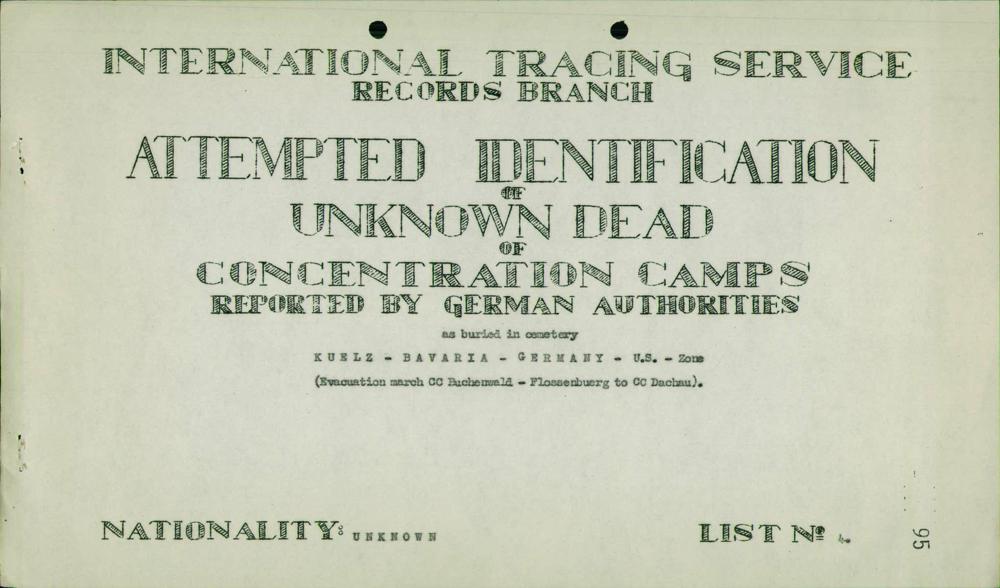 INTERNATIONAL TRACING SERVICE
RECORDS BRANCH
ATTEMPTED IDENTIFICATION
OF
UNKNOWN DEAD
OF
CONCENTRATION CAMPS
REPORTED BY GERMAN AUTHORITIES
as buried in cemetery
KUELZ - BAVARIA - GERMANY - U.S. - Zone
(Evacuation march CC Buchenwald - Flossenbuerg to CC Dachau).
NATIONALITY: UNKNOWN
LIST Nº 4.
95